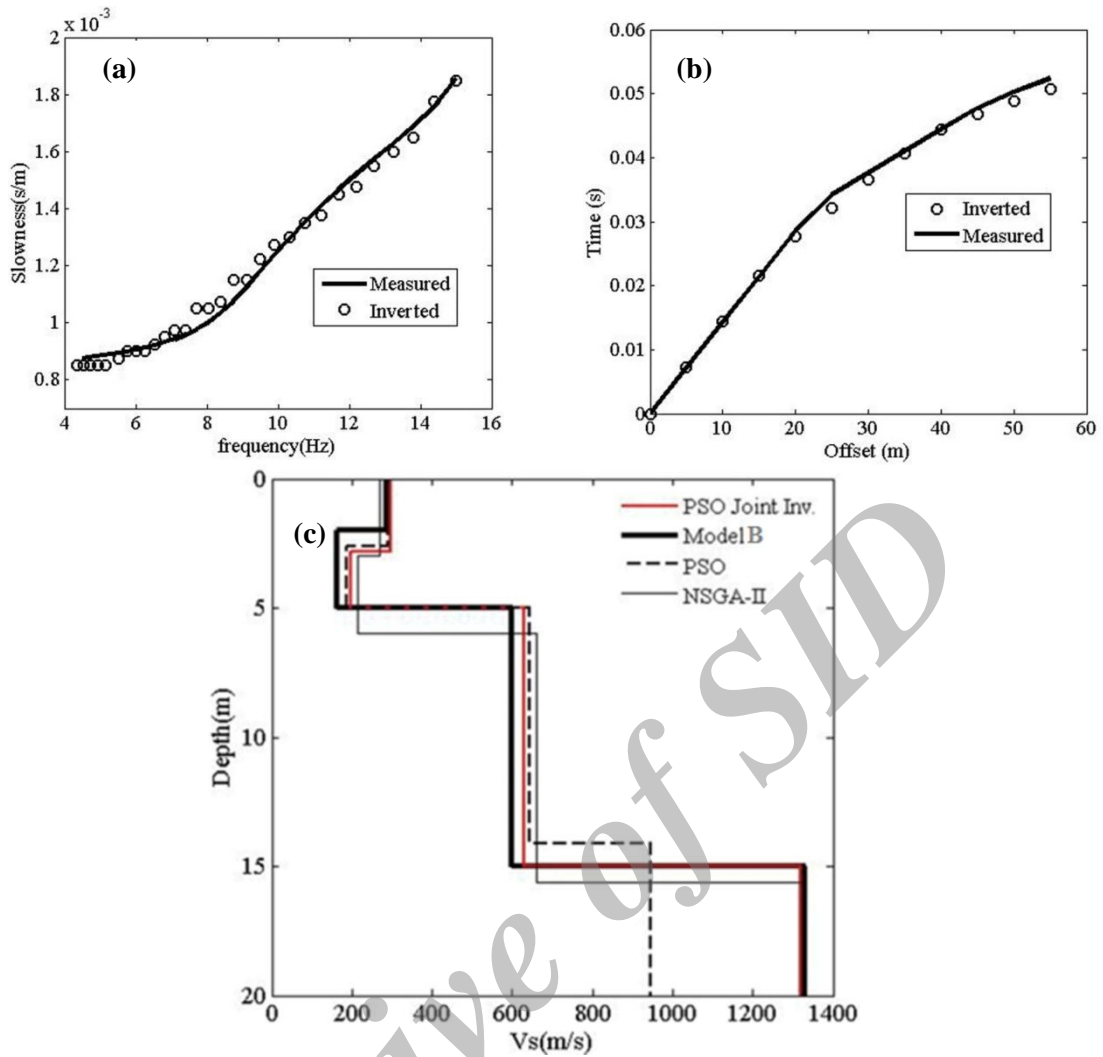 x 10⁻³
2
1.8
1.6
1.4
1.2
1
0.8
Slowness(s/m)
(a)
Measured
Inverted
4 6 8 10 12 14 16
frequency(Hz)
0.06
0.05
0.04
0.03
0.02
0.01
0
Time (s)
(b)
Inverted
Measured
0 10 20 30 40 50 60
Offset (m)
0
5
10
15
20
Depth(m)
(c)
PSO Joint Inv.
Model B
PSO
NSGA-II
0 200 400 600 800 1000 1200 1400
Vs(m/s)
ive of SID